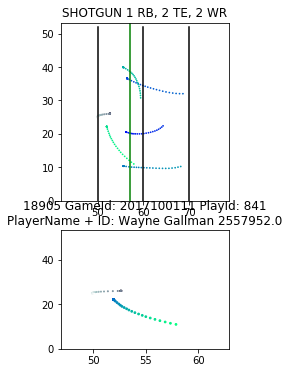 SHOTGUN 1 RB, 2 TE, 2 WR
50
40
30
20
10
0
50 60 70
18905 GameId: 2017100111 PlayId: 841
PlayerName + ID: Wayne Gallman 2557952.0
40
20
0
50 55 60